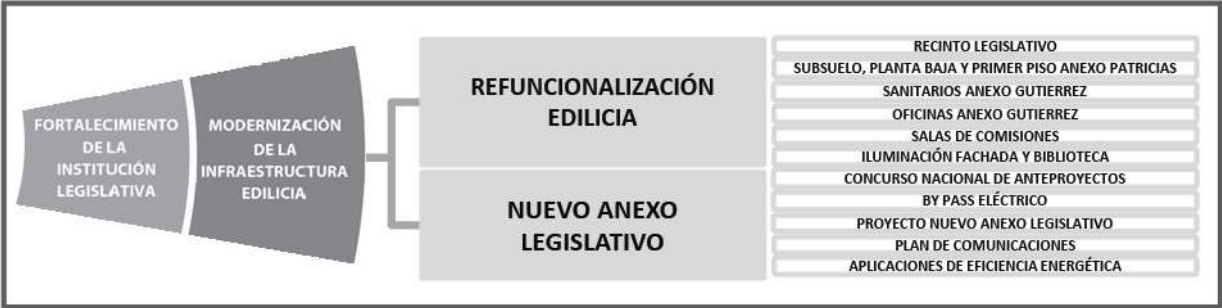 FORTALECIMIENTO
DE LA
INSTITUCIÓN
LEGISLATIVA
MODERNIZACIÓN
DE LA
INFRAESTRUCTURA
EDILICIA
REFUNCIONALIZACIÓN
EDILICIA
NUEVO ANEXO
LEGISLATIVO
RECINTO LEGISLATIVO
SUBSUELO, PLANTA BAJA Y PRIMER PISO ANEXO PATRICIAS
SANITARIOS ANEXO GUTIERREZ
OFICINAS ANEXO GUTIERREZ
SALAS DE COMISIONES
ILUMINACIÓN FACHADA Y BIBLIOTECA
CONCURSO NACIONAL DE ANTEPROYECTOS
BY PASS ELÉCTRICO
PROYECTO NUEVO ANEXO LEGISLATIVO
PLAN DE COMUNICACIONES
APLICACIONES DE EFICIENCIA ENERGÉTICA